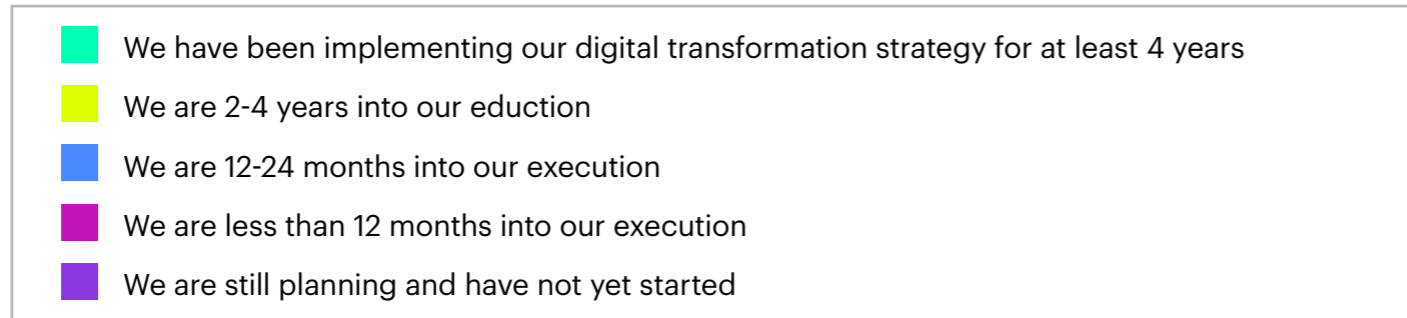 We have been implementing our digital transformation strategy for at least 4 years
We are 2-4 years into our eduction
We are 12-24 months into our execution
We are less than 12 months into our execution
We are still planning and have not yet started